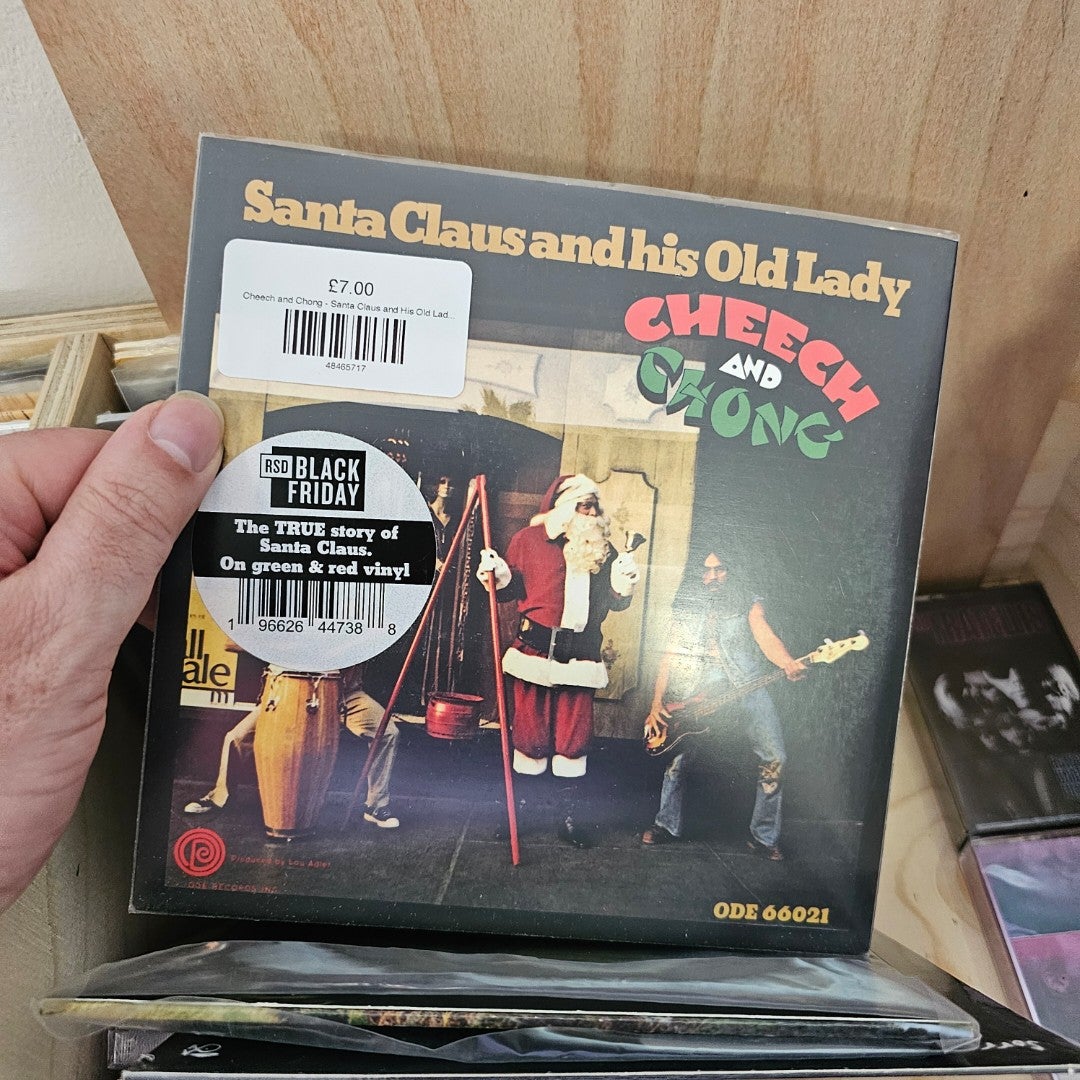 Santa Claus and his Old Lady
£7.00
Cheech and Chong - Santa Claus and His Old Lad...
48465717
CHEECH
AND
CHONG
RSD BLACK
FRIDAY
The TRUE story of
Santa Claus.
On green & red vinyl
1 96626 44738 8
ll
ale
m
Produced by Lou Adler
ODE RECORDS INC.
ODE 66021